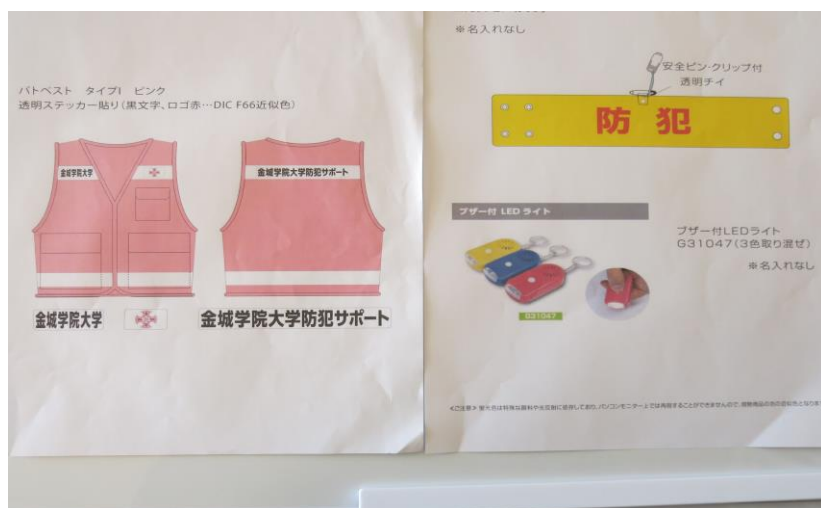 パトベスト タイプI ピンク
透明ステッカー貼り(黒文字、ロゴ赤…DIC F66近似色)
金城学院大学
金城学院大学防犯サポート
金城学院大学
金城学院大学防犯サポート
※名入れなし
安全ピン・クリップ付
透明チイ
防犯
ブザー付 LED ライト
ブザー付LEDライト
G31047(3色取り混ぜ)
※名入れなし
G31047